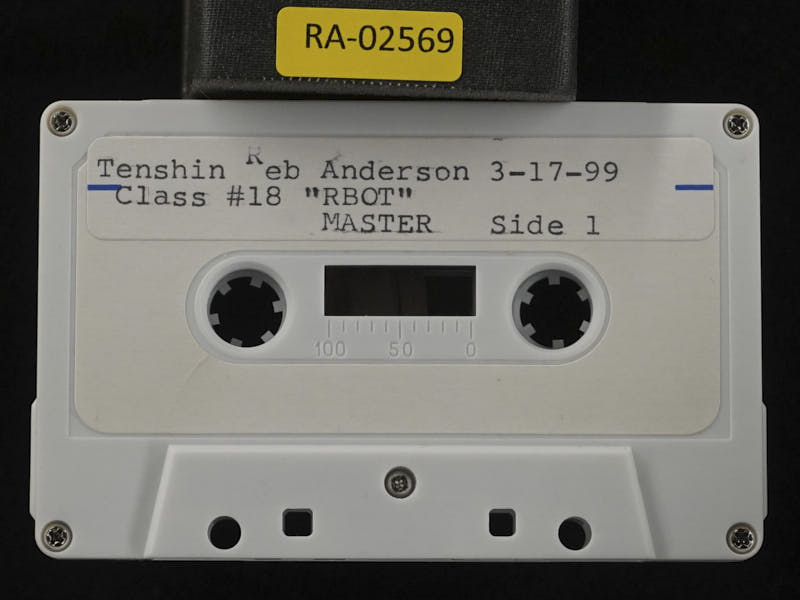 RA-02569
Tenshin Reb Anderson 3-17-99
Class #18 "RBOT"
MASTER Side 1
100 50 0